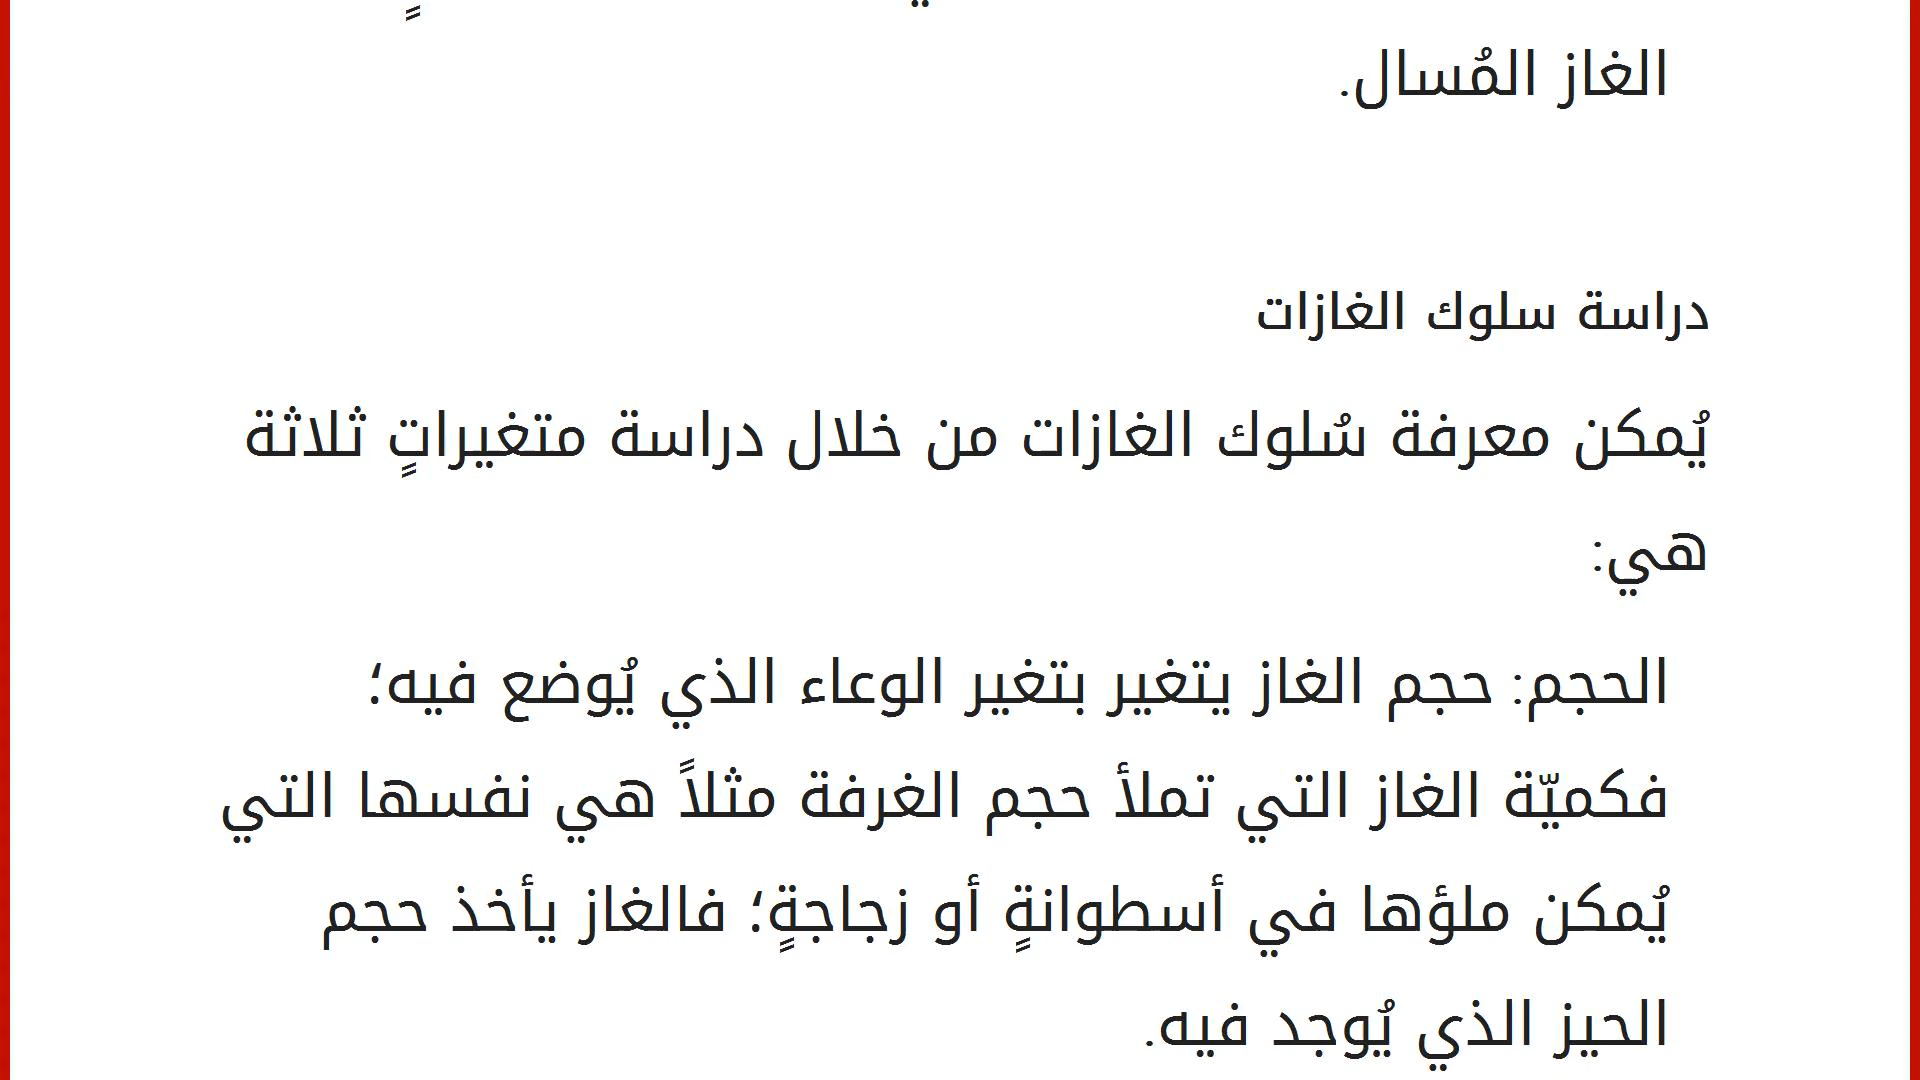 الغاز المُسال.
دراسة سلوك الغازات
يُمكن معرفة سُلوك الغازات من خلال دراسة متغيراتٍ ثلاثة
هي:
الحجم: حجم الغاز يتغير بتغير الوعاء الذي يُوضع فيه؛
فكميّة الغاز التي تملأ حجم الغرفة مثلاً هي نفسها التي
يُمكن ملؤها في أسطوانةٍ أو زجاجةٍ؛ فالغاز يأخذ حجم
الحيز الذي يُوجد فيه.